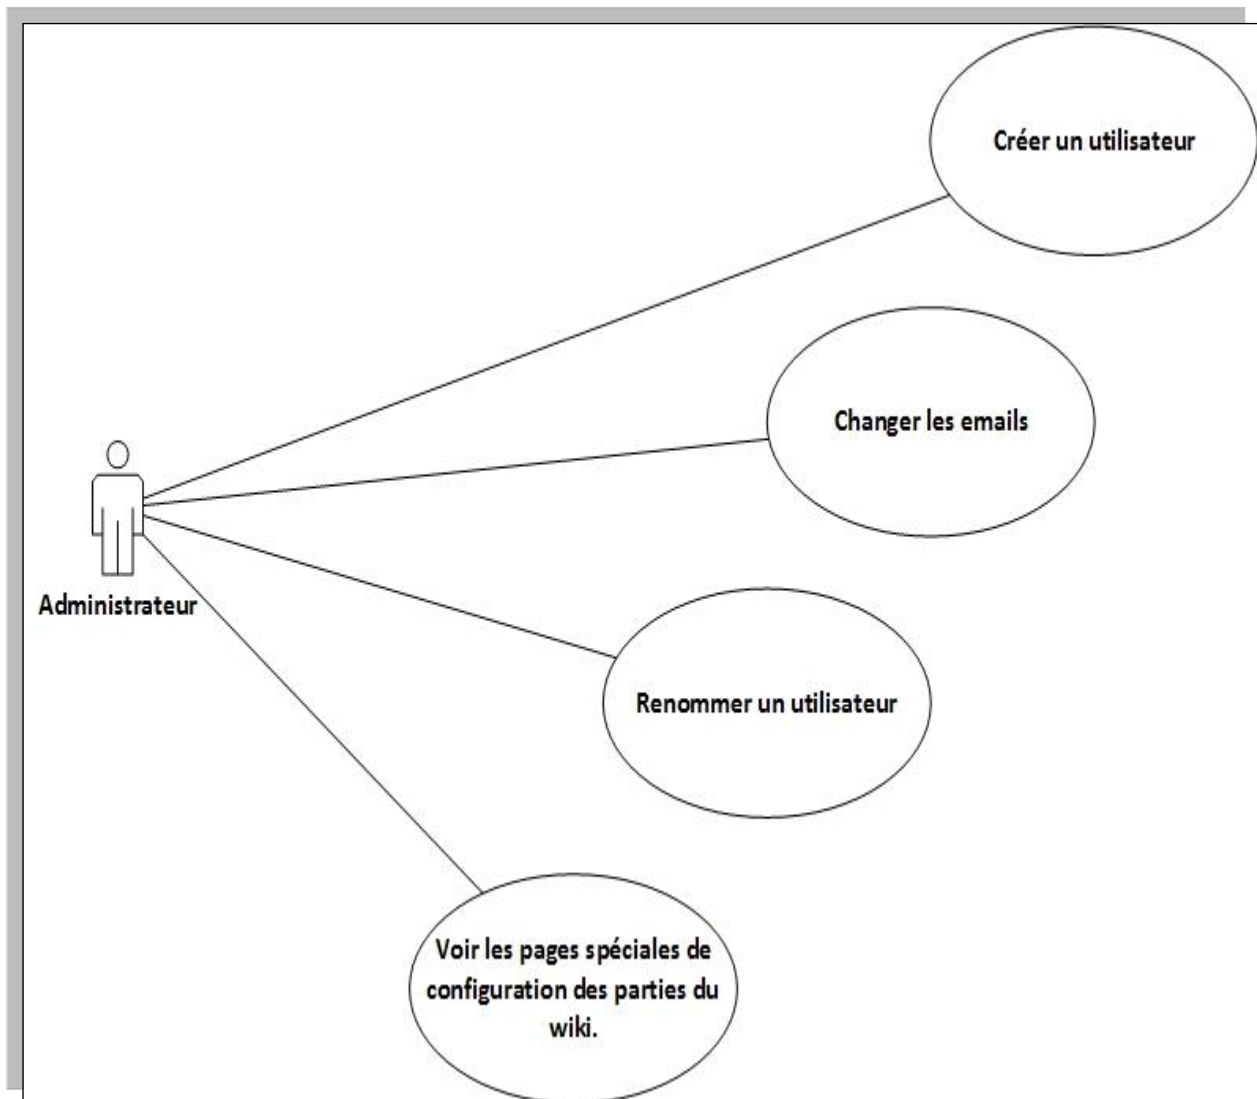 Créer un utilisateur
Changer les emails
Administrateur
Renommer un utilisateur
Voir les pages spéciales de
configuration des parties du
wiki.